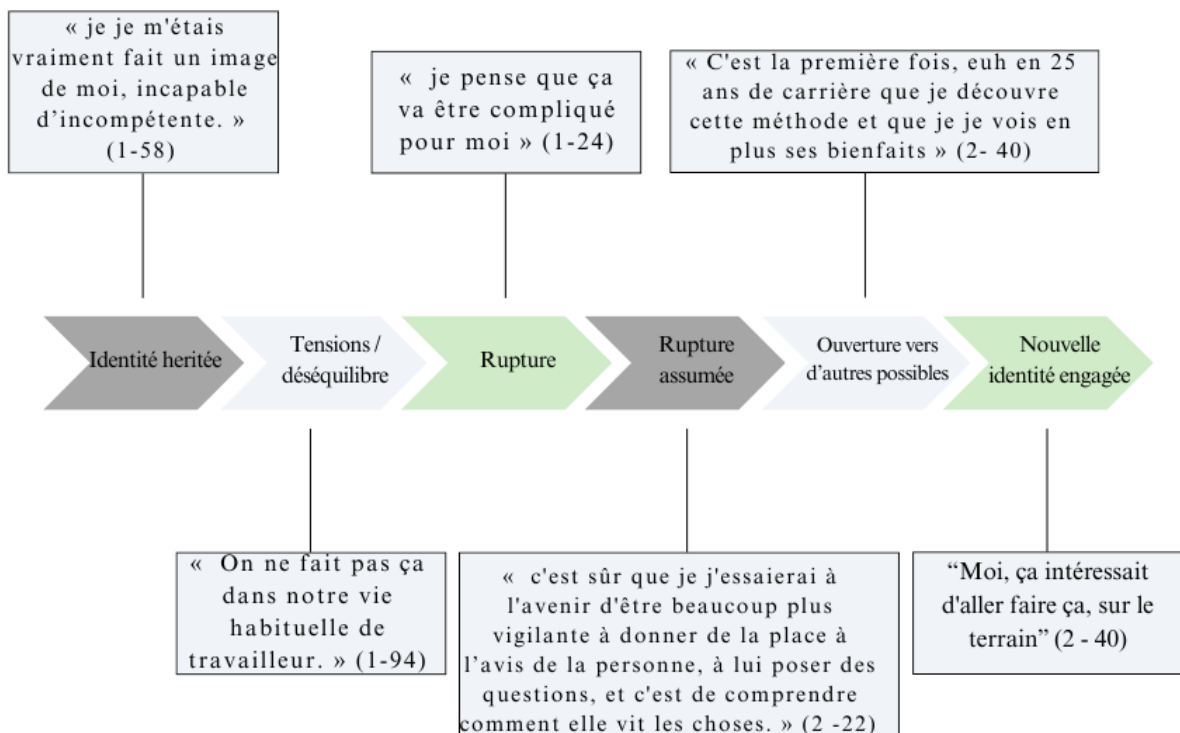 « je je m'étais
vraiment fait un image
de moi, incapable
d’incompétente. »
(1-58)
« je pense que ça
va être compliqué
pour moi » (1-24)
« C'est la première fois, euh en 25
ans de carrière que je découvre
cette méthode et que je je vois en
plus ses bienfaits » (2- 40)
Identité heritée
Tensions /
déséquilibre
Rupture
Rupture
assumée
Ouverture vers
d’autres possibles
Nouvelle
identité engagée
« On ne fait pas ça
dans notre vie
habituelle de
travailleur. » (1-94)
« c'est sûr que je j'essaierai à
l'avenir d'être beaucoup plus
vigilante à donner de la place à
l’avis de la personne, à lui poser des
questions, et c'est de comprendre
comment elle vit les choses. » (2 -22)
“Moi, ça intéressait
d'aller faire ça, sur le
terrain” (2 - 40)